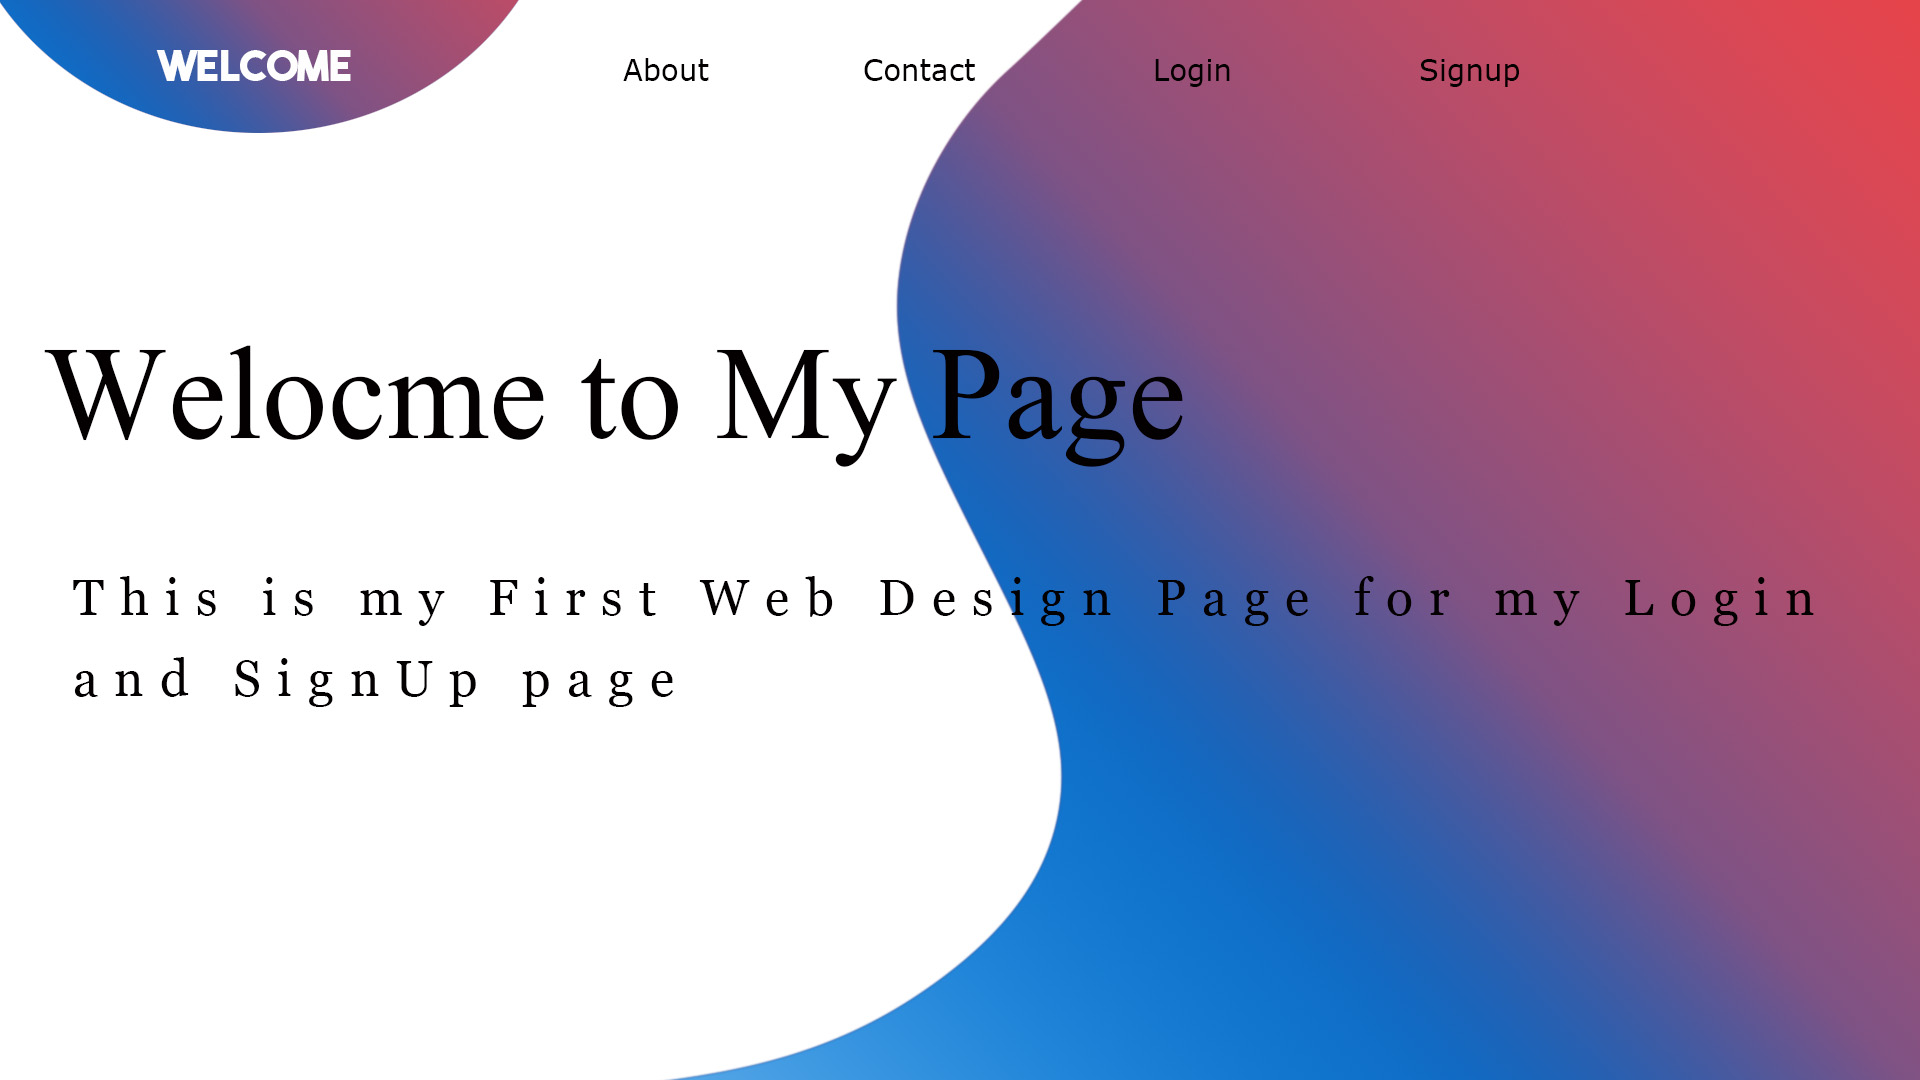 WELCOME
About Contact Login Signup
Welocme to My Page
This is my First Web Design Page for my Login
and SignUp page